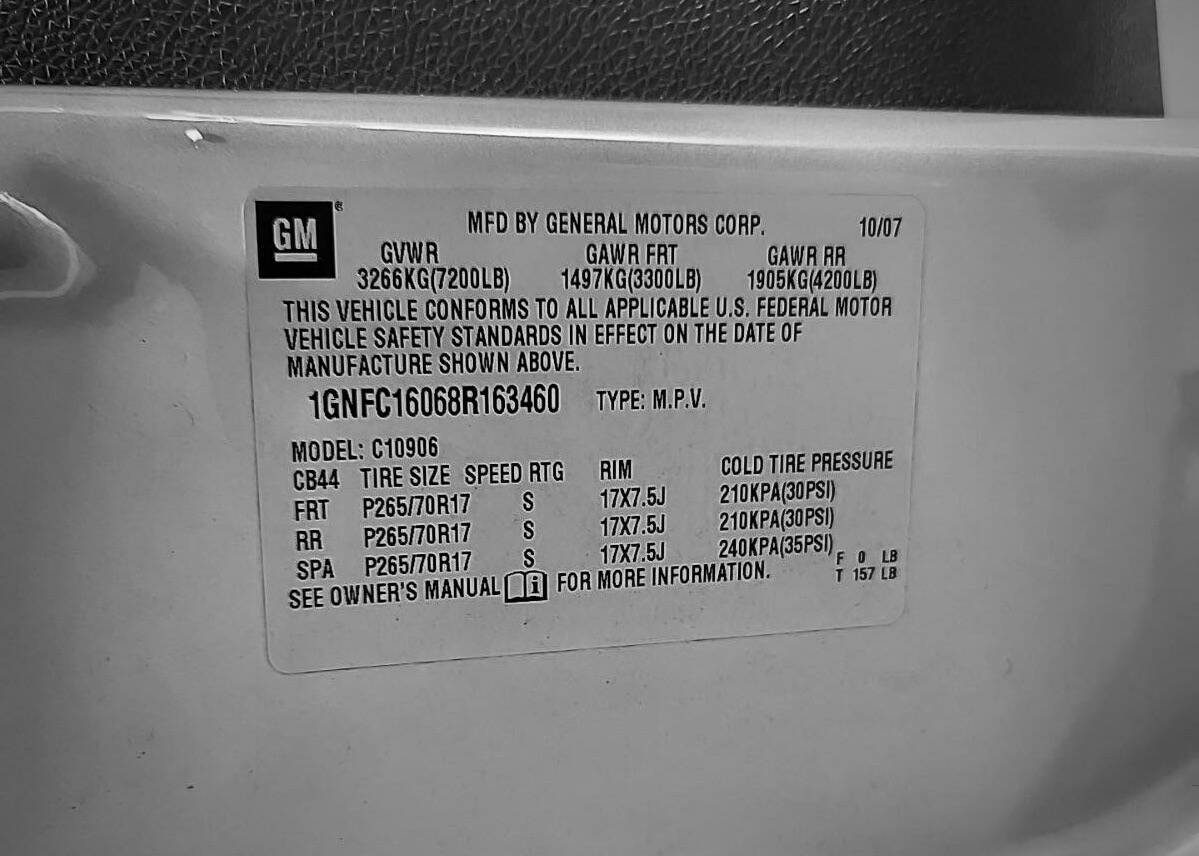 GM ®
MFD BY GENERAL MOTORS CORP. 10/07
GVWR GAWR FRT GAWR RR
3266KG(7200LB) 1497KG(3300LB) 1905KG(4200LB)
THIS VEHICLE CONFORMS TO ALL APPLICABLE U.S. FEDERAL MOTOR
VEHICLE SAFETY STANDARDS IN EFFECT ON THE DATE OF
MANUFACTURE SHOWN ABOVE.
1GNFC16068R163460 TYPE: M.P.V.
MODEL: C10906
CB44 TIRE SIZE SPEED RTG RIM COLD TIRE PRESSURE
FRT P265/70R17 S 17X7.5J 210KPA(30PSI)
RR P265/70R17 S 17X7.5J 210KPA(30PSI)
SPA P265/70R17 S 17X7.5J 240KPA(35PSI) F 0 LB
SEE OWNER'S MANUAL i FOR MORE INFORMATION. T 157 LB